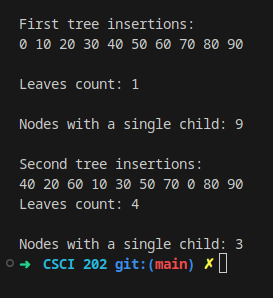 First tree insertions:
0 10 20 30 40 50 60 70 80 90
Leaves count: 1
Nodes with a single child: 9
Second tree insertions:
40 20 60 10 30 50 70 0 80 90
Leaves count: 4
Nodes with a single child: 3
➜ CSCI 202 git:(main) ✗